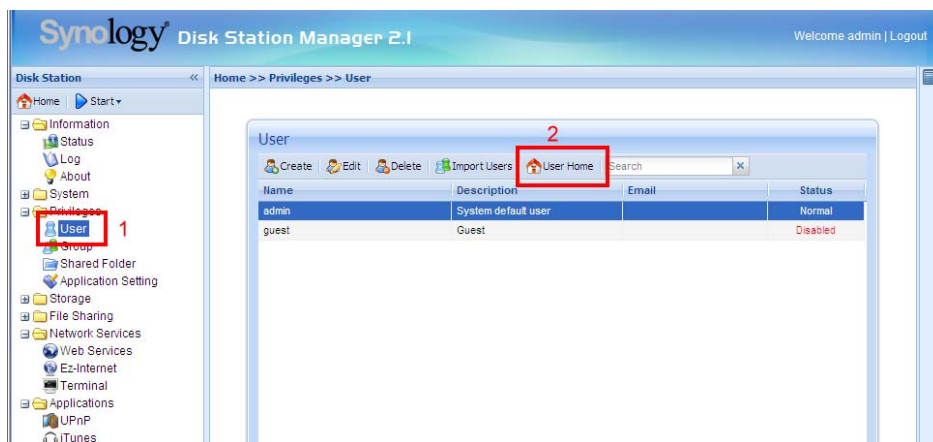 Synology Disk Station Manager 2.1
Welcome admin | Logout
Disk Station «
Home >> Privileges >> User
Home Start
Information
Status
Log
About
System
Privileges
User 1
Group
Shared Folder
Application Setting
Storage
File Sharing
Network Services
Web Services
Ez-Internet
Terminal
Applications
UPnP
iTunes
User
2
Create Edit Delete Import Users User Home Search
Name Description Email Status
admin System default user Normal
guest Guest Disabled